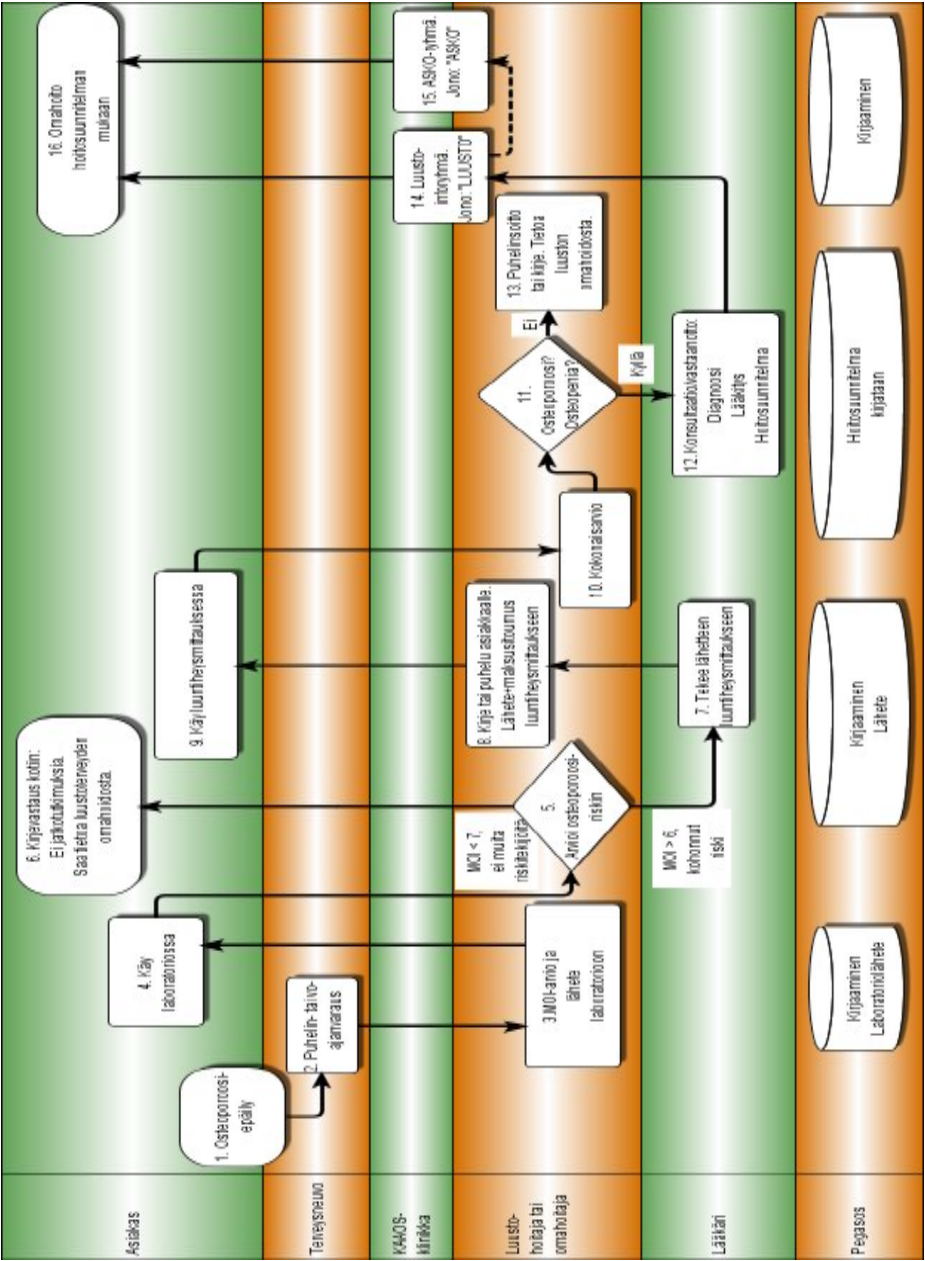 Asiakas
Terveysneuvo
KAAOS-
klinikka
Luusto-
hoitaja tai
omahoitaja
Lääkäri
Pegasos
1. Osteoporoosi-
epäily
2. Puhelin- tai vo-
ajanvaraus
3.MOI-arvio ja
lähete
laboratorioon
4. Käy
laboratoriossa
5.
Arvioi osteoporoosi-
riskin
MOI < 7,
ei muita
riskitekijöitä
MOI > 6,
kohonnut
riski
6. Kirjevastaus kotiin:
Ei jatkotutkimuksia.
Saa tietoa luustoterveyden
omahoidosta.
7. Tekee lähetteen
luuntiheysmittaukseen
8. Kirje tai puhelu asiakkaalle.
Lähete+maksusitoumus
luuntiheysmittaukseen
9. Käy luuntiheysmittauksessa
10. Kokonaisarvio
11.
Osteoporoosi?
Osteopenia?
Ei
Kyllä
12. Konsultaatio/vastaanotto:
Diagnoosi
Lääkitys
Hoitosuunnitelma
13. Puhelinsoitto
tai kirje. Tietoa
luuston
omahoidosta.
14. Luusto-
intoryhmä.
Jono: "LUUSTO"
15. ASKO-ryhmä.
Jono: "ASKO"
16. Omahoito
hoitosuunnitelman
mukaan
Kirjaaminen
Laboratoriolähete
Kirjaaminen
Lähete
Hoitosuunnitelma
kirjataan
Kirjaaminen